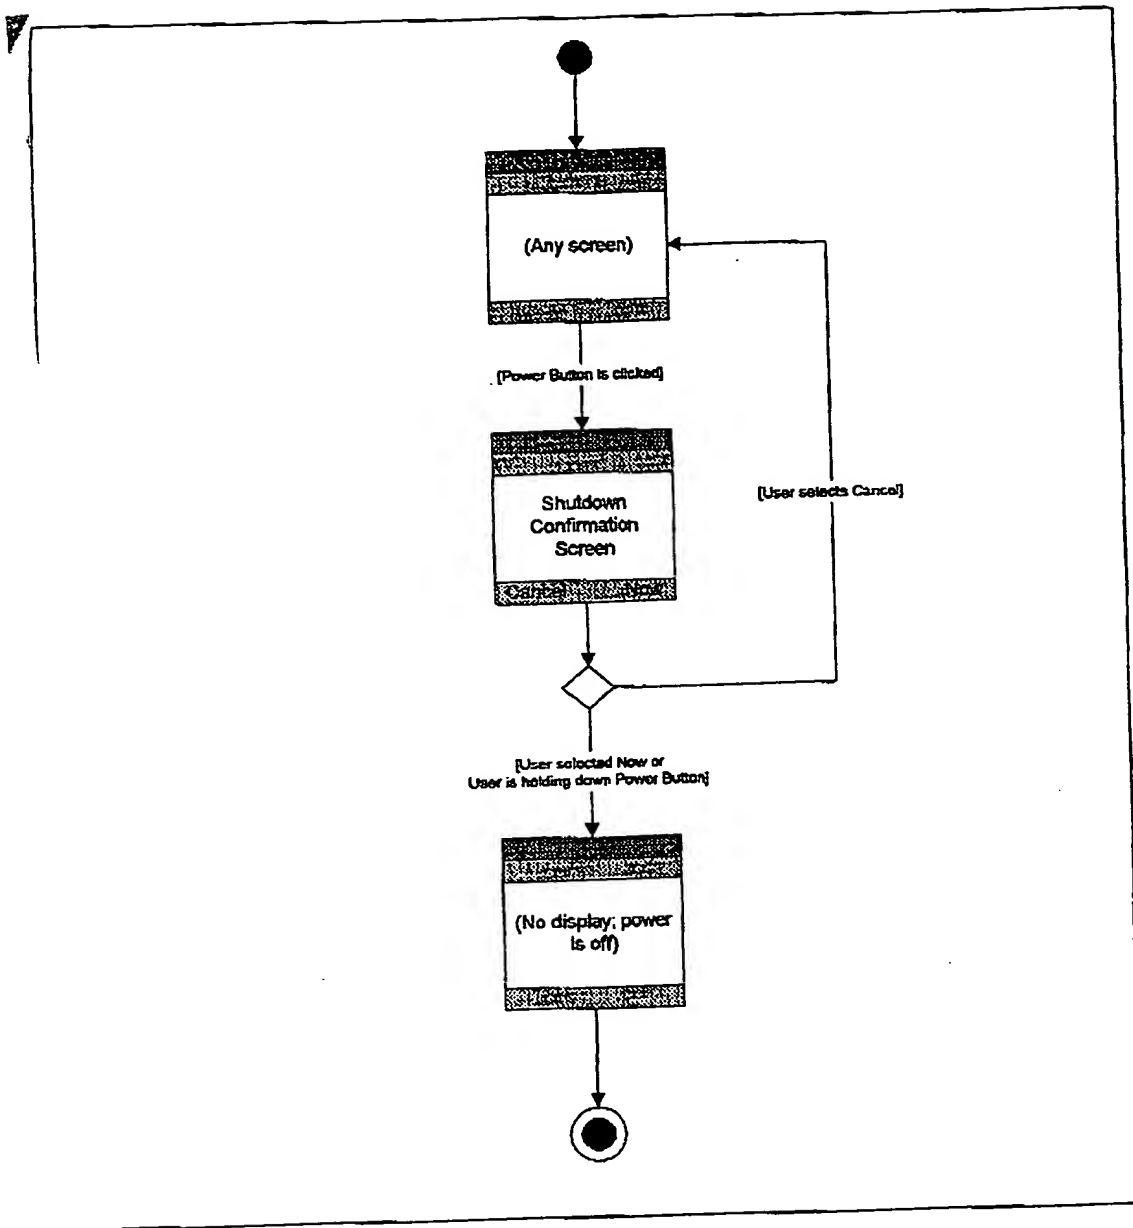 (Any screen)
[Power Button is clicked]
[User selects Cancel]
Shutdown
Confirmation
Screen
Cancel Now
[User selected Now or
User is holding down Power Button]
(No display; power
is off)